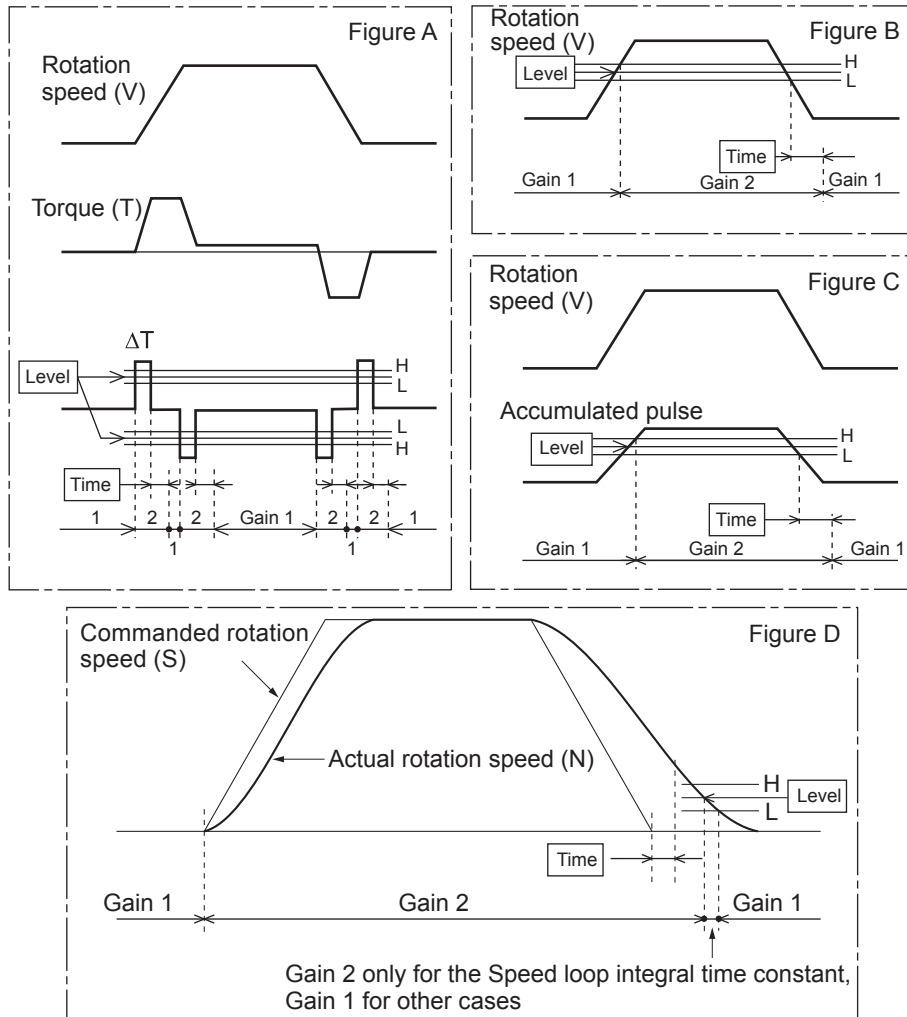 Figure A
Rotation
speed (V)
Torque (T)
ΔT
Level
H
L
L
H
Time
1
2
2
Gain 1
2
2
1
1
1
Figure B
Rotation
speed (V)
Level
H
L
Time
Gain 1
Gain 2
Gain 1
Figure C
Rotation
speed (V)
Accumulated pulse
Level
H
L
Time
Gain 1
Gain 2
Gain 1
Figure D
Commanded rotation
speed (S)
Actual rotation speed (N)
H
Level
L
Time
Gain 1
Gain 2
Gain 1
Gain 2 only for the Speed loop integral time constant,
Gain 1 for other cases